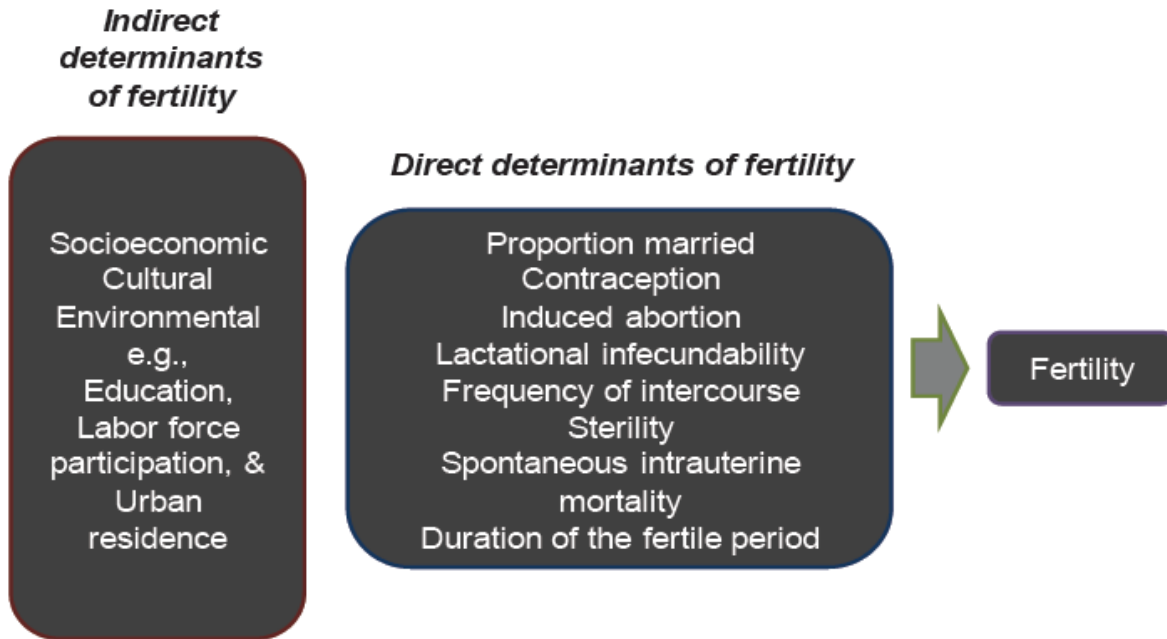 Indirect
determinants
of fertility
Socioeconomic
Cultural
Environmental
e.g.,
Education,
Labor force
participation, &
Urban
residence
Direct determinants of fertility
Proportion married
Contraception
Induced abortion
Lactational infecundability
Frequency of intercourse
Sterility
Spontaneous intrauterine
mortality
Duration of the fertile period
Fertility